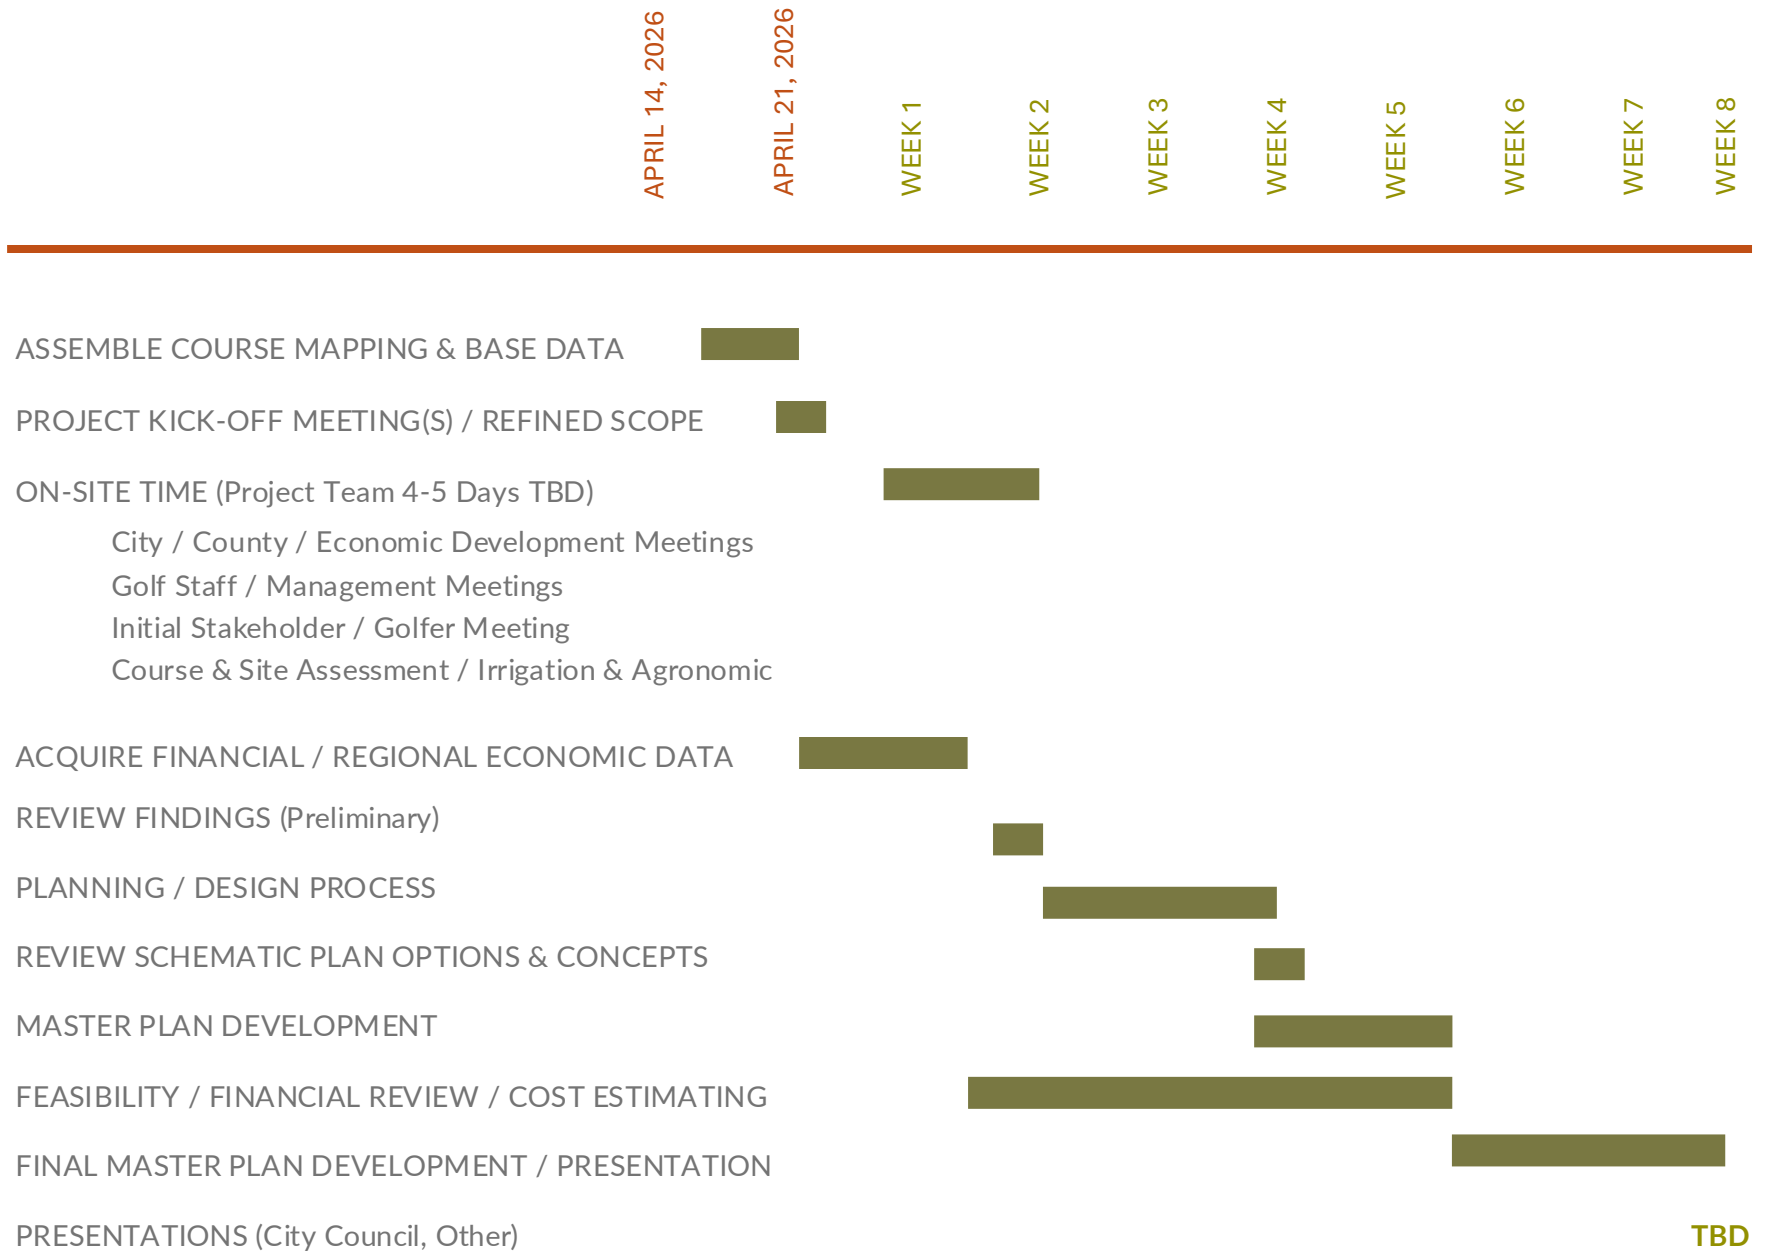 APRIL 14, 2026
APRIL 21, 2026
WEEK 1
WEEK 2
WEEK 3
WEEK 4
WEEK 5
WEEK 6
WEEK 7
WEEK 8
ASSEMBLE COURSE MAPPING & BASE DATA
PROJECT KICK-OFF MEETING(S) / REFINED SCOPE
ON-SITE TIME (Project Team 4-5 Days TBD)
City / County / Economic Development Meetings
Golf Staff / Management Meetings
Initial Stakeholder / Golfer Meeting
Course & Site Assessment / Irrigation & Agronomic
ACQUIRE FINANCIAL / REGIONAL ECONOMIC DATA
REVIEW FINDINGS (Preliminary)
PLANNING / DESIGN PROCESS
REVIEW SCHEMATIC PLAN OPTIONS & CONCEPTS
MASTER PLAN DEVELOPMENT
FEASIBILITY / FINANCIAL REVIEW / COST ESTIMATING
FINAL MASTER PLAN DEVELOPMENT / PRESENTATION
PRESENTATIONS (City Council, Other) TBD